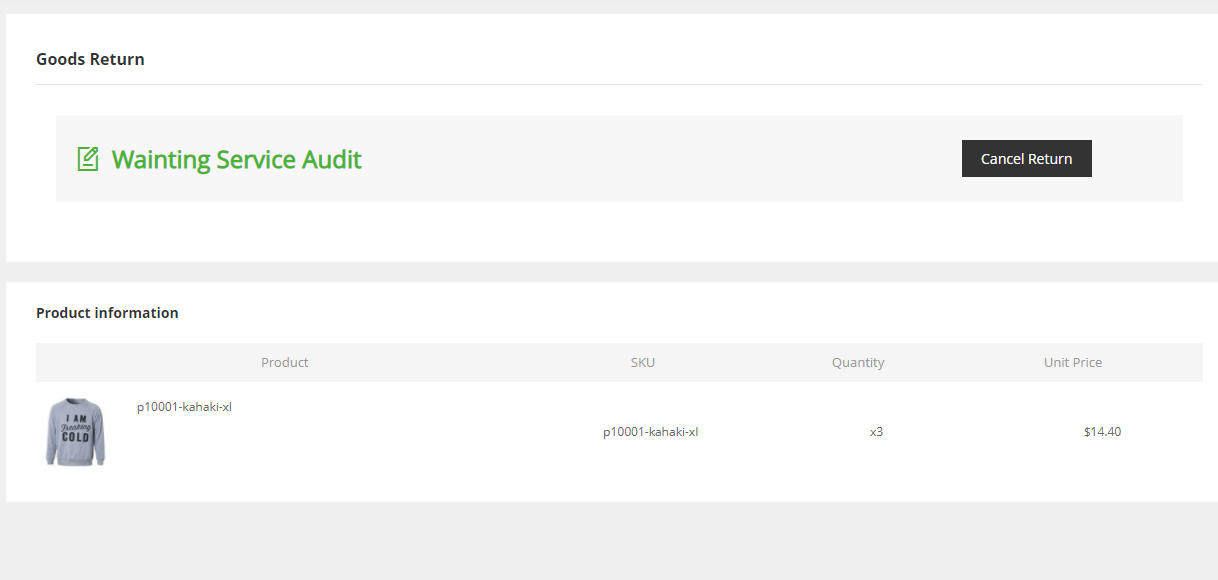 Goods Return
Wainting Service Audit
Cancel Return
Product information
Product SKU Quantity Unit Price
I AM
Freaking
COLD
p10001-kahaki-xl
p10001-kahaki-xl x3 $14.40